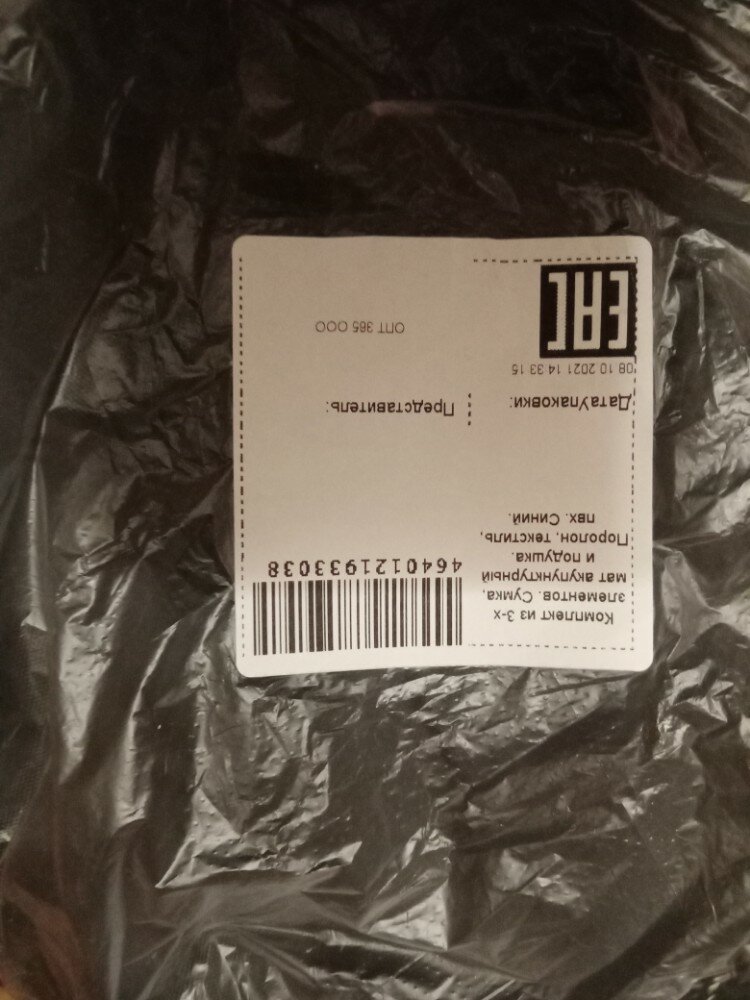 Комплект из 3-х
элементов. Сумка,
мат акупунктурный
и подушка.
Поролон, текстиль,
пвх. Синий.
4640121933038
ДатаУпаковки:
08 10 2021 14 33 15
Представитель:
ОПТ 365 ООО
EAC